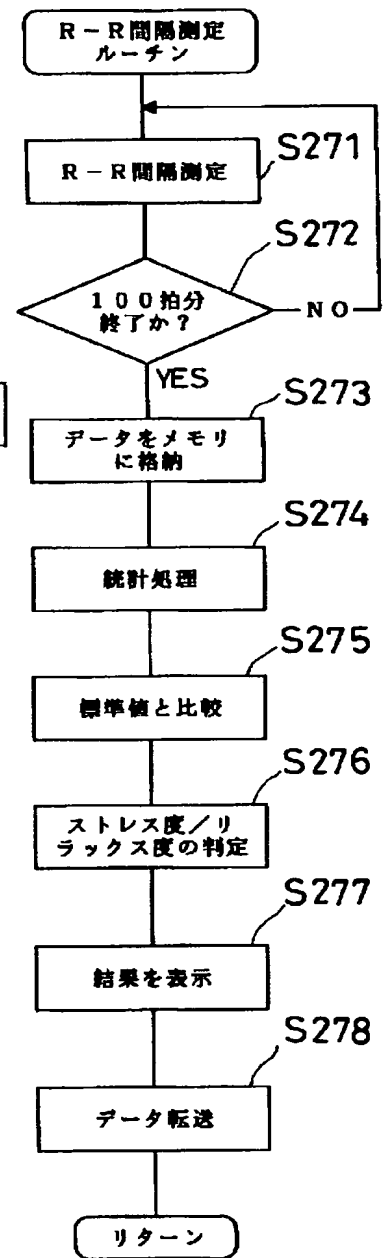 R－R間隔測定
ルーチン
R－R間隔測定
S271
S272
100拍分
終了か？
NO
YES
S273
データをメモリ
に格納
S274
統計処理
S275
標準値と比較
S276
ストレス度／リ
ラックス度の判定
S277
結果を表示
S278
データ転送
リターン